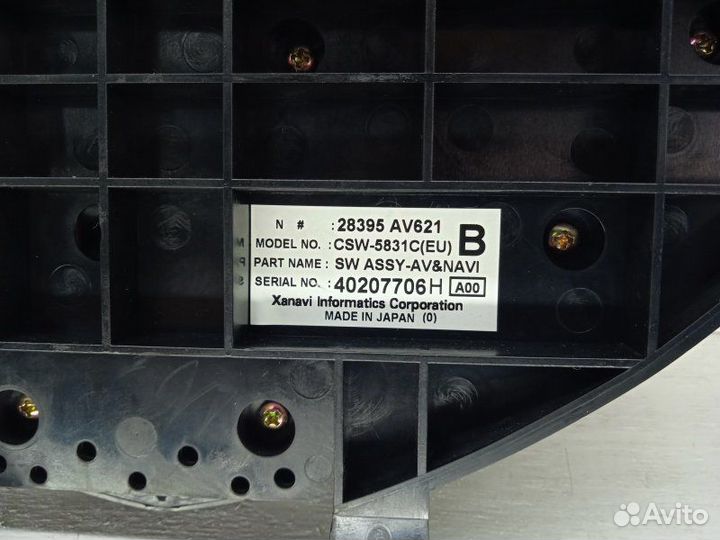 N # : 28395 AV621
MODEL NO. : CSW-5831C(EU) B
PART NAME : SW ASSY-AV&NAVI
SERIAL NO. : 40207706H A00
Xanavi Informatics Corporation
MADE IN JAPAN (0)
Avito